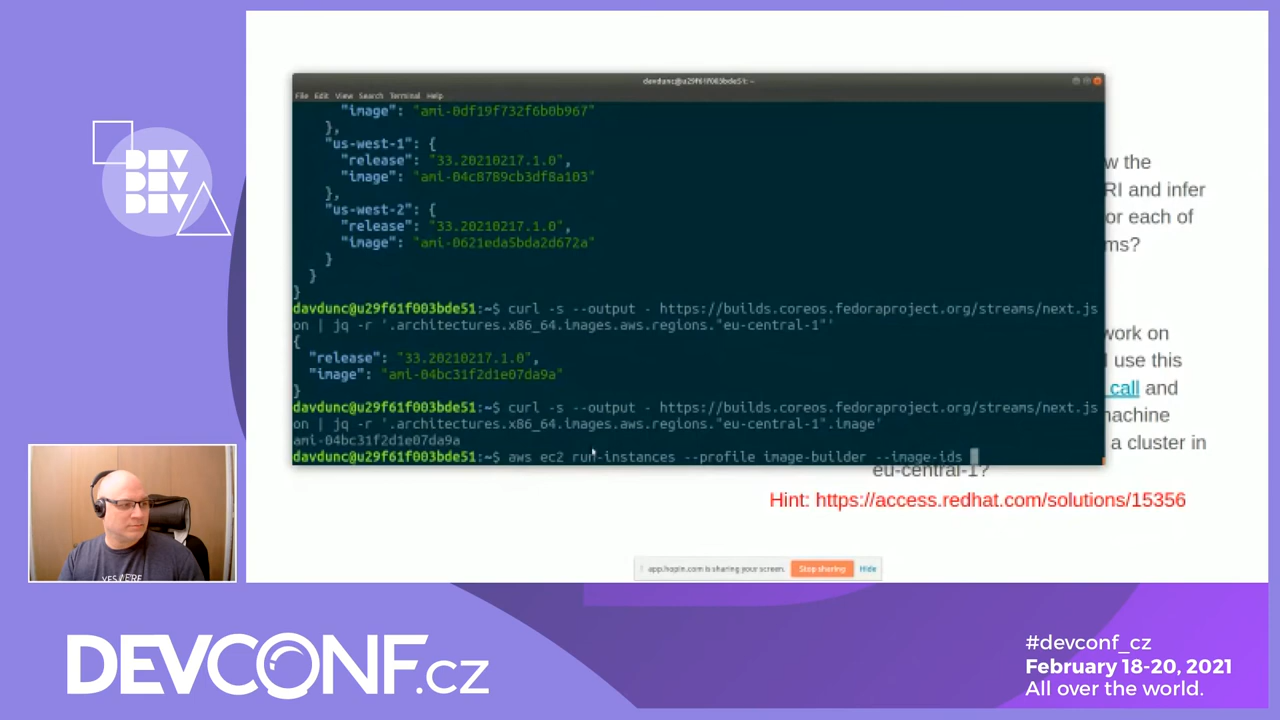 DEV
DEV
DEV
davdunc@u29f61f003bde51: ~
File Edit View Search Terminal Help
"image": "ami-0df19f732f6b0b967"
},
"us-west-1": {
"release": "33.20210217.1.0",
"image": "ami-04c8789cb3df8a103"
},
"us-west-2": {
"release": "33.20210217.1.0",
"image": "ami-0621eda5bda2d672a"
}
}
}
davdunc@u29f61f003bde51:~$ curl -s --output - https://builds.coreos.fedoraproject.org/streams/next.js
on | jq -r '.architectures.x86_64.images.aws.regions."eu-central-1"'
{
"release": "33.20210217.1.0",
"image": "ami-04bc31f2d1e07da9a"
}
davdunc@u29f61f003bde51:~$ curl -s --output - https://builds.coreos.fedoraproject.org/streams/next.js
on | jq -r '.architectures.x86_64.images.aws.regions."eu-central-1".image'
ami-04bc31f2d1e07da9a
davdunc@u29f61f003bde51:~$ aws ec2 run-instances --profile image-builder --image-ids
w the
RI and infer
or each of
ms?
work on
l use this
call and
machine
a cluster in
eu-central-1?
Hint: https://access.redhat.com/solutions/15356
app.hopin.com is sharing your screen. Stop sharing Hide
YES WE'RE
DEVCONF.cz
#devconf_cz
February 18-20, 2021
All over the world.